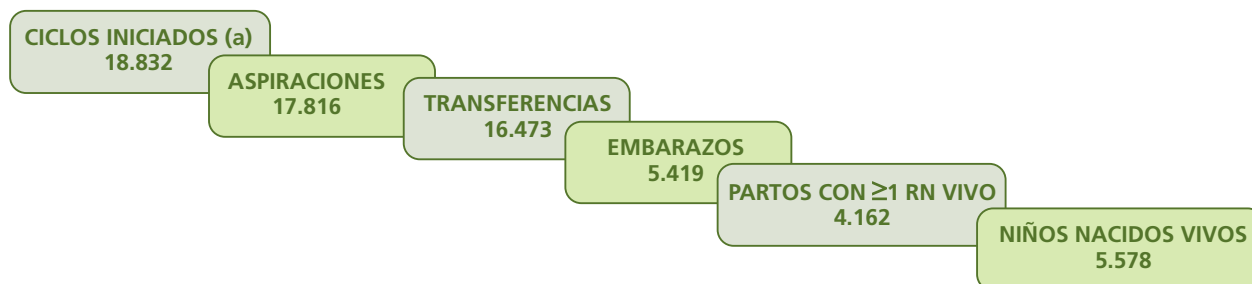 CICLOS INICIADOS (a)
18.832
ASPIRACIONES
17.816
TRANSFERENCIAS
16.473
EMBARAZOS
5.419
PARTOS CON ≥1 RN VIVO
4.162
NIÑOS NACIDOS VIVOS
5.578